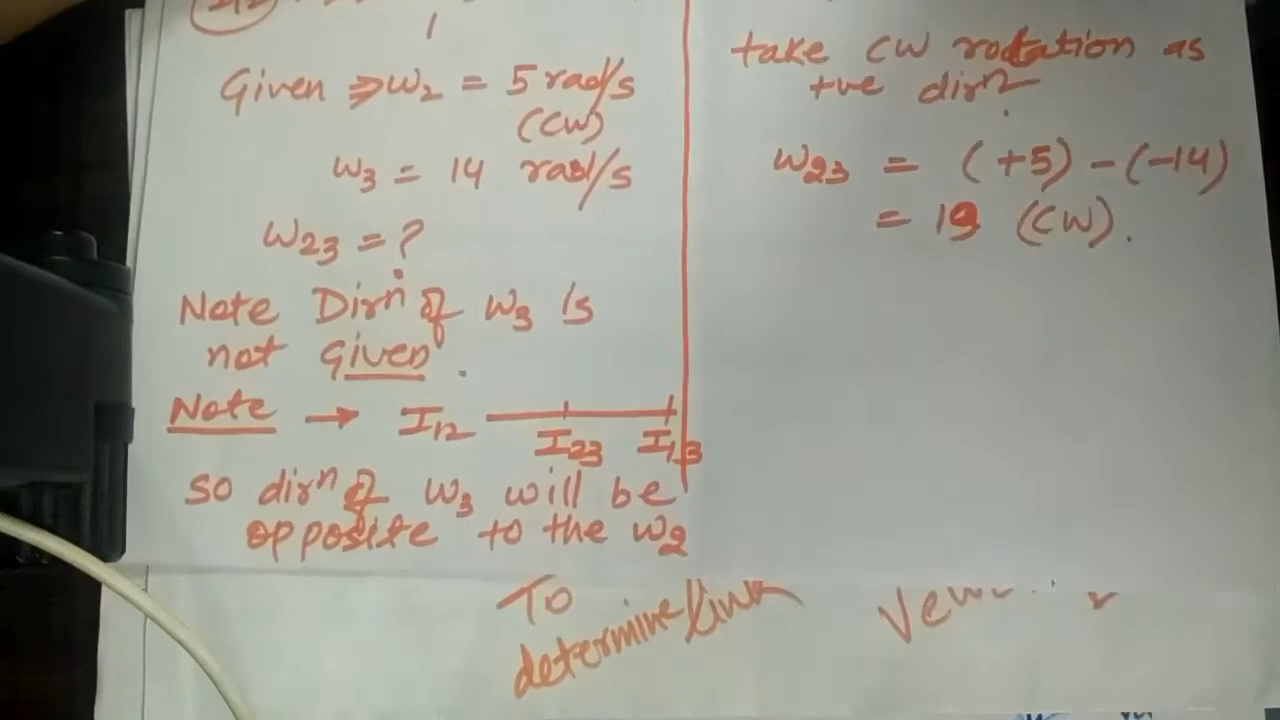 Given ⇒ ω₂ = 5 rad/s
(CW)
ω₃ = 14 rad/s
ω₂₃ = ?
Note Dirⁿ of ω₃ is
not given.
Note → I₁₂ I₂₃ I₁₃
so dirⁿ of ω₃ will be
opposite to the ω₂
take CW rotation as
+ve dirⁿ
ω₂₃ = (+5) - (-14)
= 19 (CW).
To
determine link